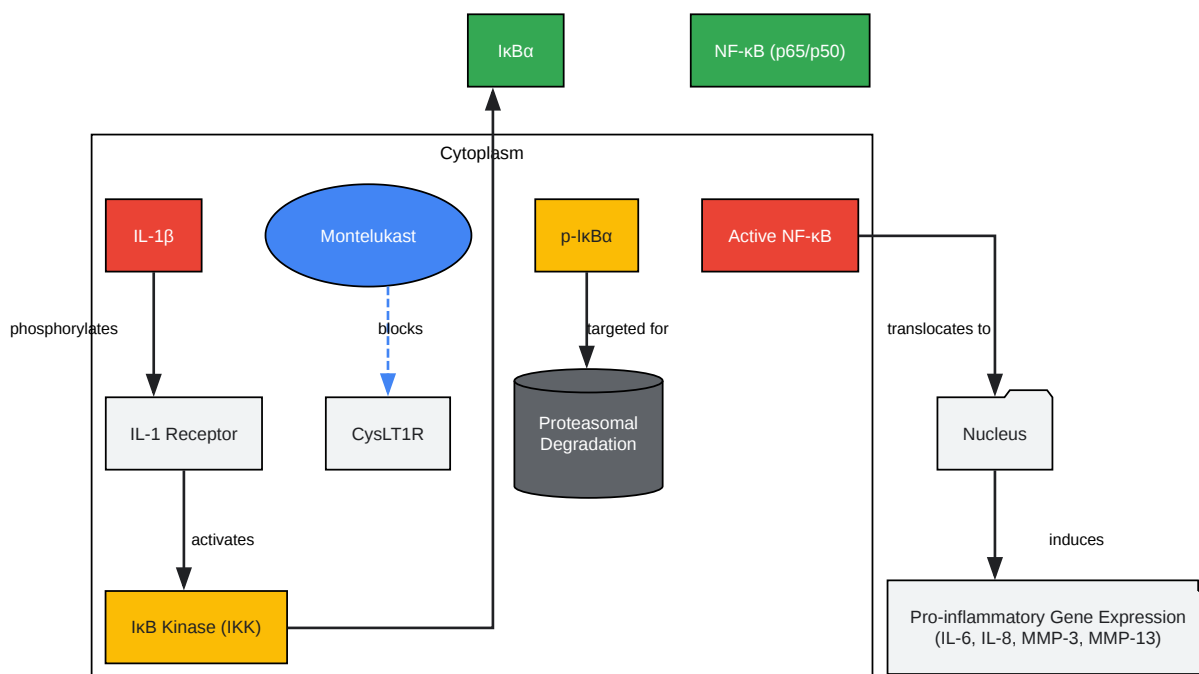 IκBα
NF-κB (p65/p50)
Cytoplasm
IL-1β
Montelukast
p-IκBα
Active NF-κB
phosphorylates
blocks
targeted for
translocates to
IL-1 Receptor
CysLT1R
Proteasomal
Degradation
Nucleus
activates
induces
IκB Kinase (IKK)
Pro-inflammatory Gene Expression
(IL-6, IL-8, MMP-3, MMP-13)